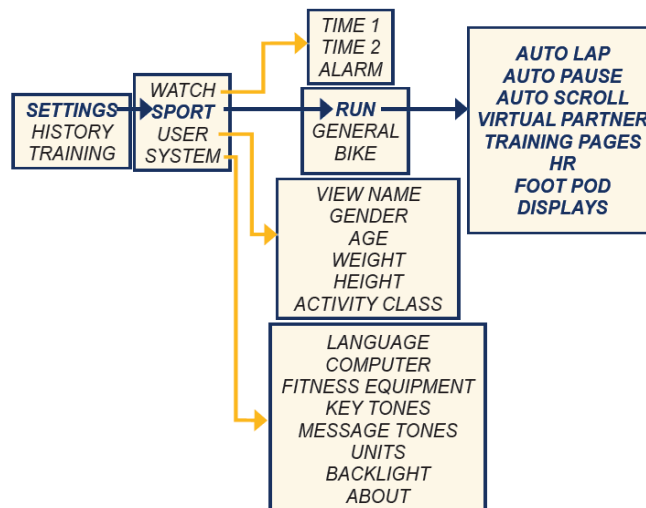 SETTINGS
HISTORY
TRAINING
WATCH
SPORT
USER
SYSTEM
TIME 1
TIME 2
ALARM
RUN
GENERAL
BIKE
AUTO LAP
AUTO PAUSE
AUTO SCROLL
VIRTUAL PARTNER
TRAINING PAGES
HR
FOOT POD
DISPLAYS
VIEW NAME
GENDER
AGE
WEIGHT
HEIGHT
ACTIVITY CLASS
LANGUAGE
COMPUTER
FITNESS EQUIPMENT
KEY TONES
MESSAGE TONES
UNITS
BACKLIGHT
ABOUT